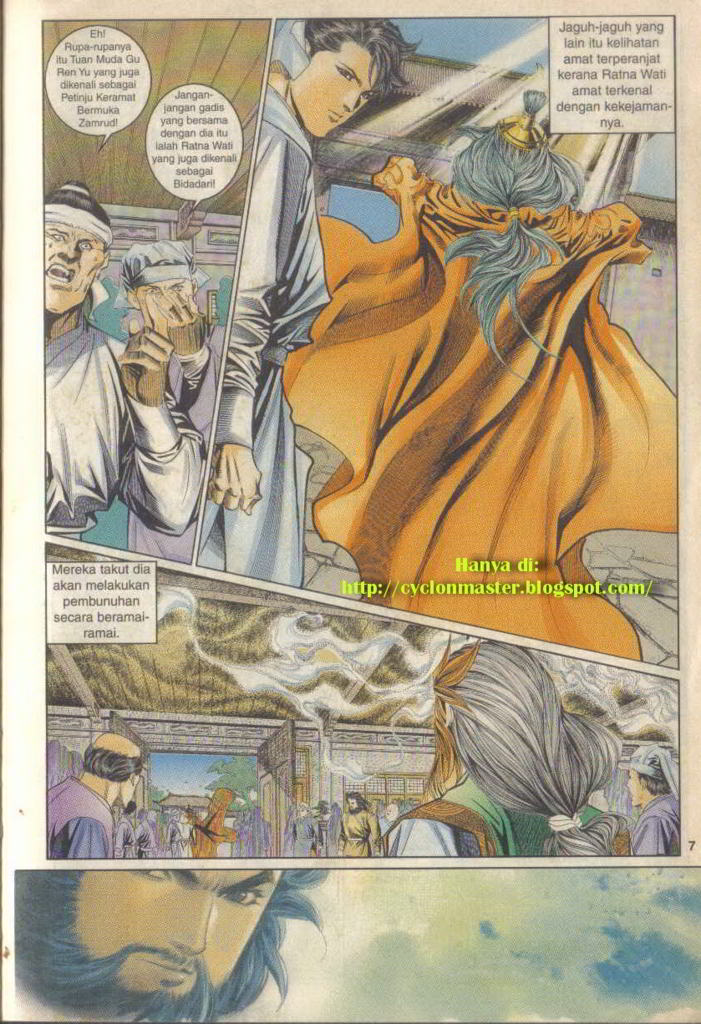 Eh!
Rupa-rupanya
itu Tuan Muda Gu
Ren Yu yang juga
dikenali sebagai
Petinju Keramat
Bermuka
Zamrud!
Jangan-
jangan gadis
yang bersama
dengan dia itu
ialah Ratna Wati
yang juga dikenali
sebagai
Bidadari!
Jaguh-jaguh yang
lain itu kelihatan
amat terperanjat
kerana Ratna Wati
amat terkenal
dengan kekejaman-
nya.
Hanya di:
http://cyclonmaster.blogspot.com/
Mereka takut dia
akan melakukan
pembunuhan
secara beramai-
ramai.
7